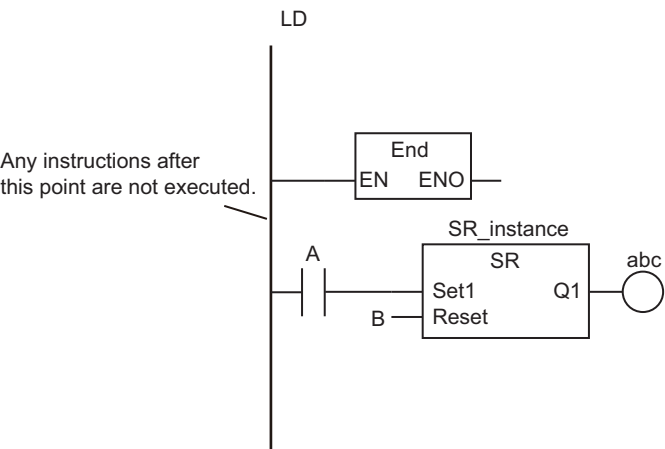 LD
End
EN ENO
Any instructions after
this point are not executed.
SR_instance
A
SR
abc
Set1 Q1
B Reset